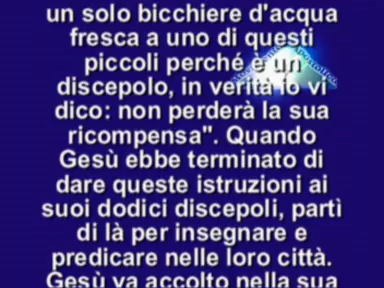 un solo bicchiere d'acqua
fresca a uno di questi
piccoli perché è un
discepolo, in verità io vi
dico: non perderà la sua
ricompensa". Quando
Gesù ebbe terminato di
dare queste istruzioni ai
suoi dodici discepoli, partì
di là per insegnare e
predicare nelle loro città.
Gesù va accolto nella sua